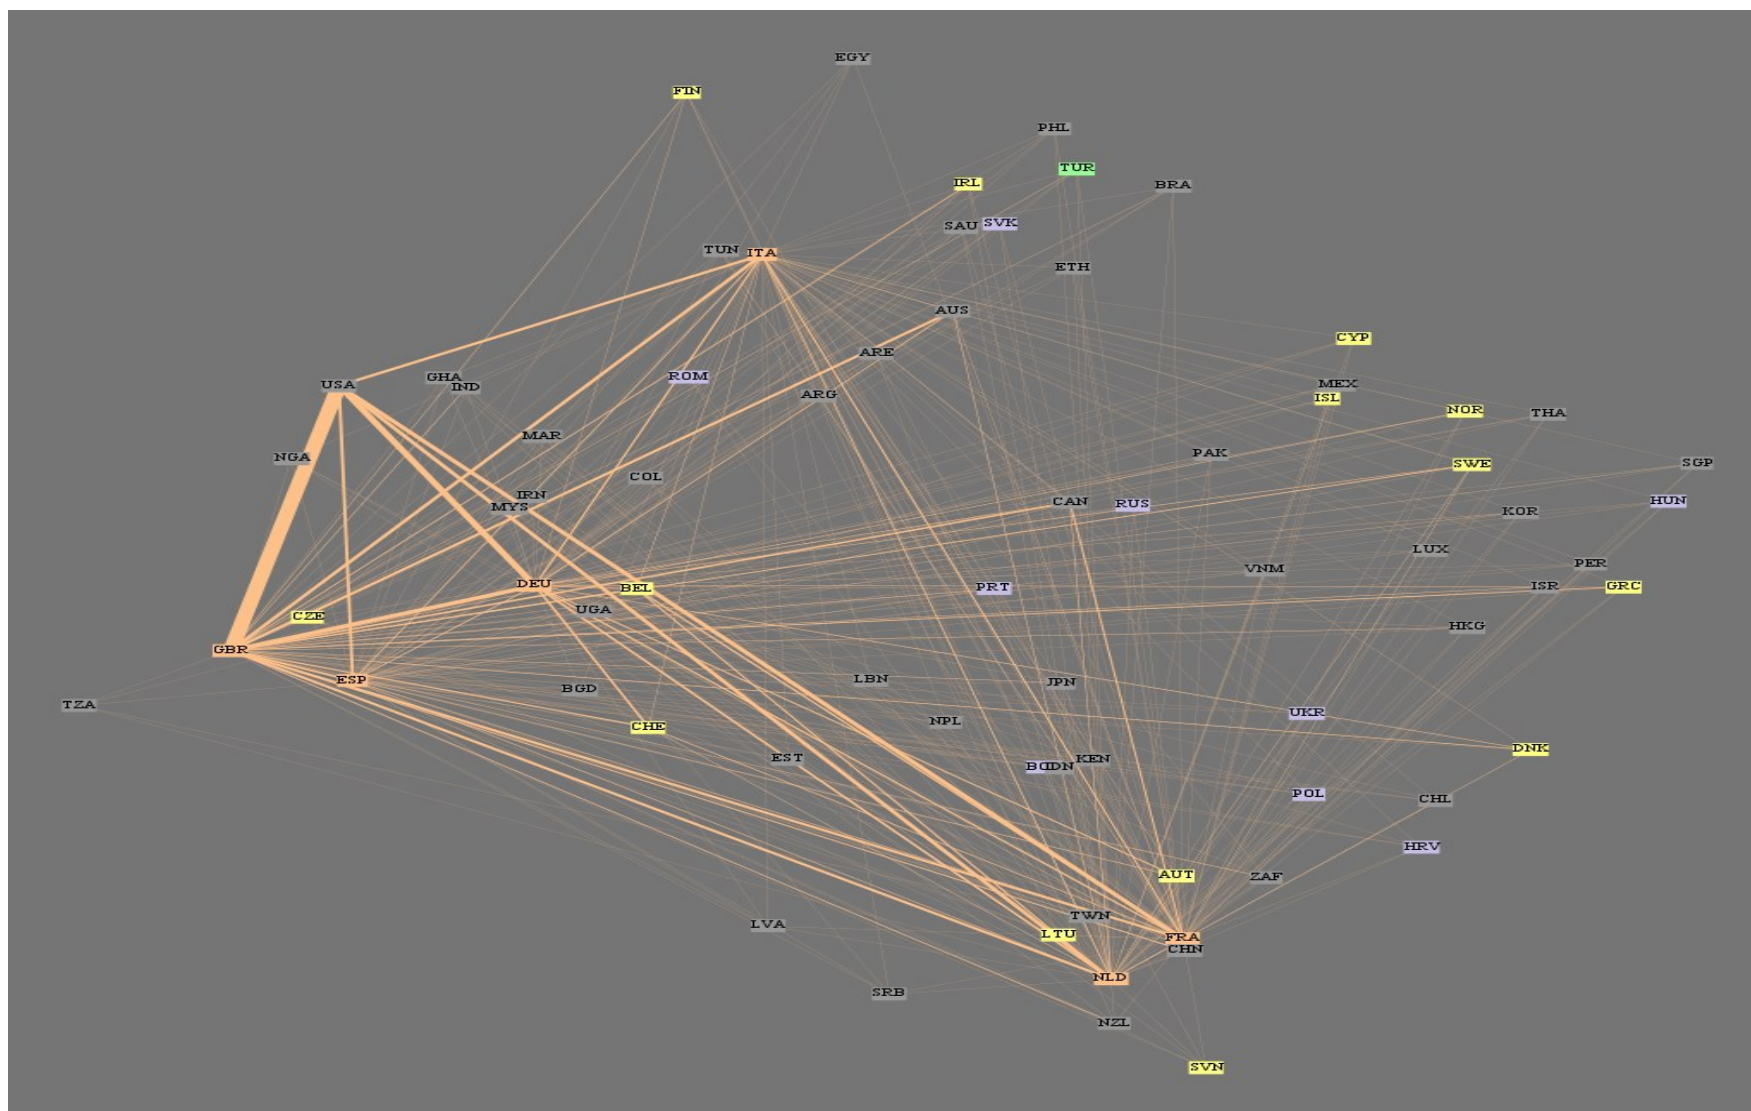 EGY
FIN
PHL
TUR
IRL
BRA
SAU
SVK
TUN
ITA
ETH
AUS
CYP
ARE
GHA
ROM
USA
IND
MEX
ARG
ISL
NOR
THA
MAR
PAK
NGA
SGP
SWE
COL
IRN
HUN
CAN
RUS
MYS
KOR
LUX
PER
VNM
DEU
BEL
PRT
ISR
GRC
UGA
CZE
HKG
GBR
ESP
LBN
JPN
BGD
TZA
UKR
NPL
CHE
DNK
EST
KEN
IDN
POL
CHL
HRV
AUT
ZAF
TWN
LVA
LTU
FRA
CHN
NLD
SRB
NZL
SVN